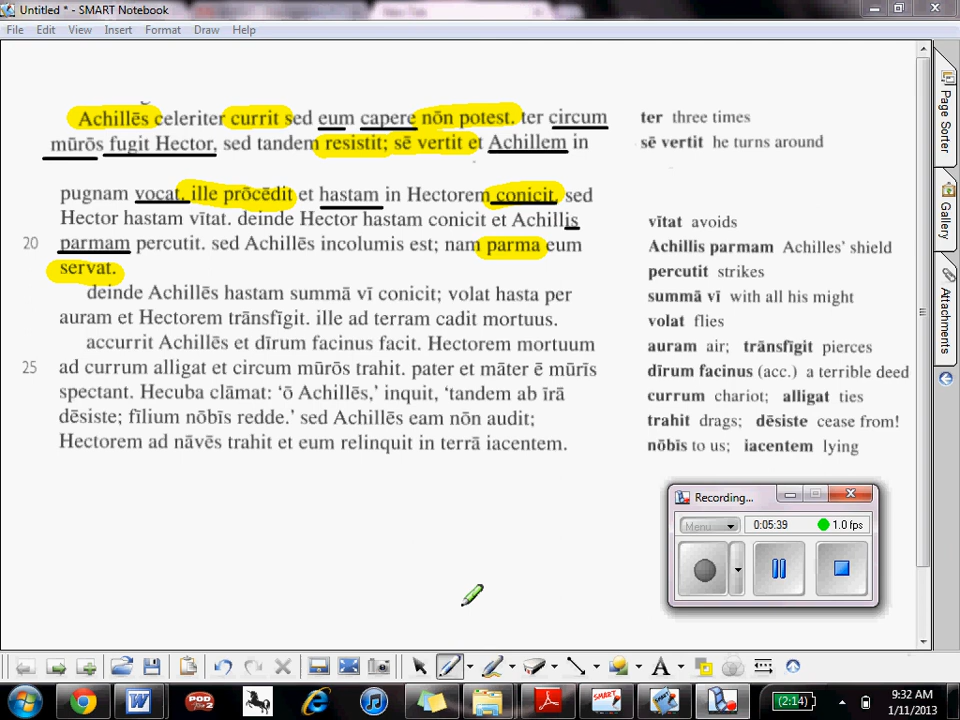 Untitled * - SMART Notebook
File Edit View Insert Format Draw Help
Achillēs celeriter currit sed eum capere nōn potest. ter circum
mūrōs fugit Hector, sed tandem resistit; sē vertit et Achillem in
pugnam vocat. ille prōcēdit et hastam in Hectorem conicit, sed
Hector hastam vītat. deinde Hector hastam conicit et Achillis
20 parmam percutit. sed Achillēs incolumis est; nam parma eum
servat.
deinde Achillēs hastam summā vī conicit; volat hasta per
auram et Hectorem trānsfīgit. ille ad terram cadit mortuus.
accurrit Achillēs et dīrum facinus facit. Hectorem mortuum
25 ad currum alligat et circum mūrōs trahit. pater et māter ē mūrīs
spectant. Hecuba clāmat: ‘ō Achillēs,’ inquit, ‘tandem ab īrā
dēsiste; fīlium nōbīs redde.’ sed Achillēs eam nōn audit;
Hectorem ad nāvēs trahit et eum relinquit in terrā iacentem.
ter three times
sē vertit he turns around
vītat avoids
Achillis parmam Achilles’ shield
percutit strikes
summā vī with all his might
volat flies
auram air; trānsfīgit pierces
dīrum facinus (acc.) a terrible deed
currum chariot; alligat ties
trahit drags; dēsiste cease from!
nōbīs to us; iacentem lying
Page Sorter
Gallery
Attachments
Recording...
Menu 0:05:39 1.0 fps
W POD A SMART
(2:14) 9:32 AM
1/11/2013